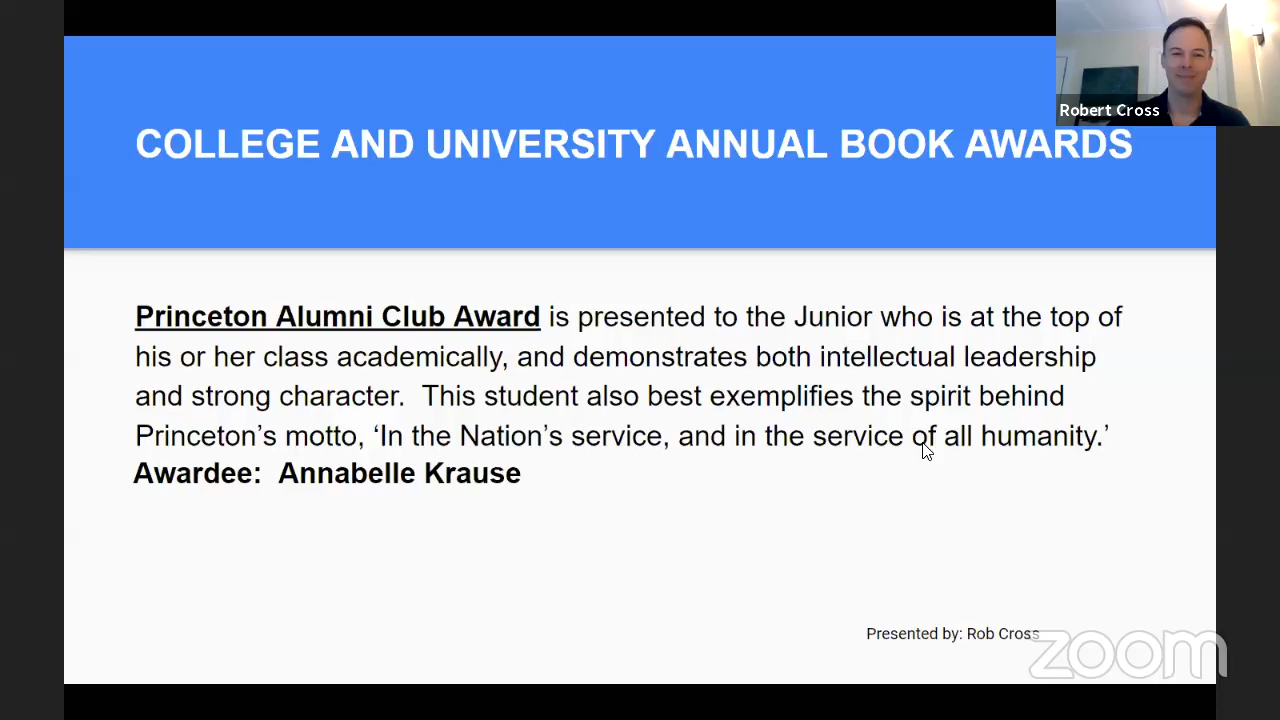 Robert Cross
COLLEGE AND UNIVERSITY ANNUAL BOOK AWARDS
Princeton Alumni Club Award is presented to the Junior who is at the top of
his or her class academically, and demonstrates both intellectual leadership
and strong character.  This student also best exemplifies the spirit behind
Princeton’s motto, ‘In the Nation’s service, and in the service of all humanity.’
Awardee:  Annabelle Krause
Presented by: Rob Cross
zoom